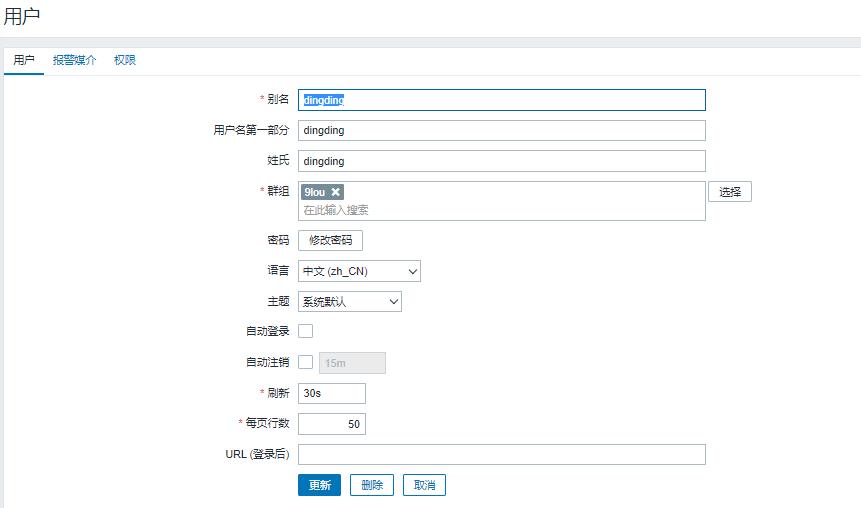 用户
用户 报警媒介 权限
* 别名 dingding
用户名第一部分 dingding
姓氏 dingding
* 群组 9lou 选择
在此输入搜索
密码 修改密码
语言 中文 (zh_CN)
主题 系统默认
自动登录
自动注销 15m
* 刷新 30s
* 每页行数 50
URL (登录后)
更新 删除 取消